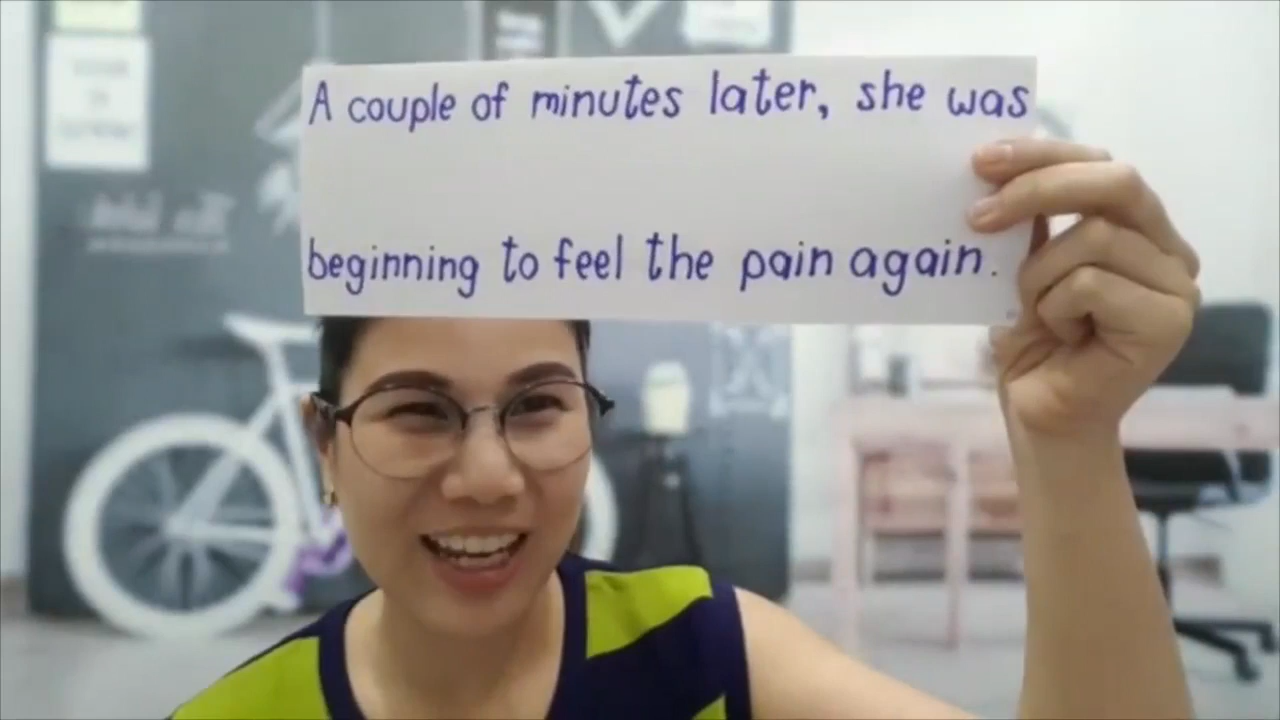 A couple of minutes later, she was
beginning to feel the pain again.